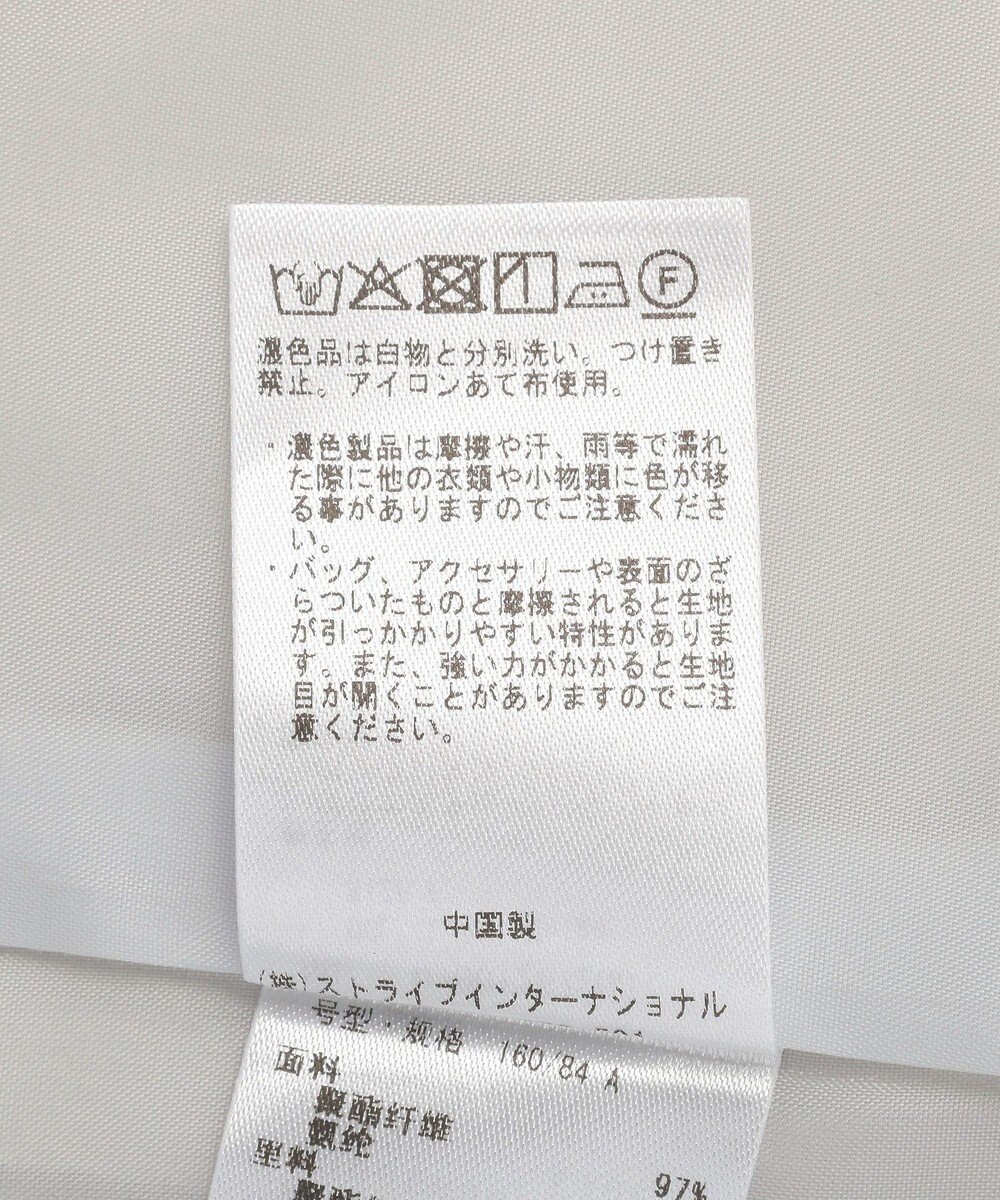 F
濃色品は白物と分別洗い。つけ置き
禁止。アイロンあて布使用。
・濃色製品は摩擦や汗、雨等で濡れ
た際に他の衣類や小物類に色が移
る事がありますのでご注意くださ
い。
・バッグ、アクセサリーや表面のざ
らついたものと摩擦されると生地
が引っかかりやすい特性がありま
す。また、強い力がかかると生地
目が開くことがありますのでご注
意ください。
中国製
(株)ストライプインターナショナル
号型・规格 160/84 A
面料
聚酯纤维
97%